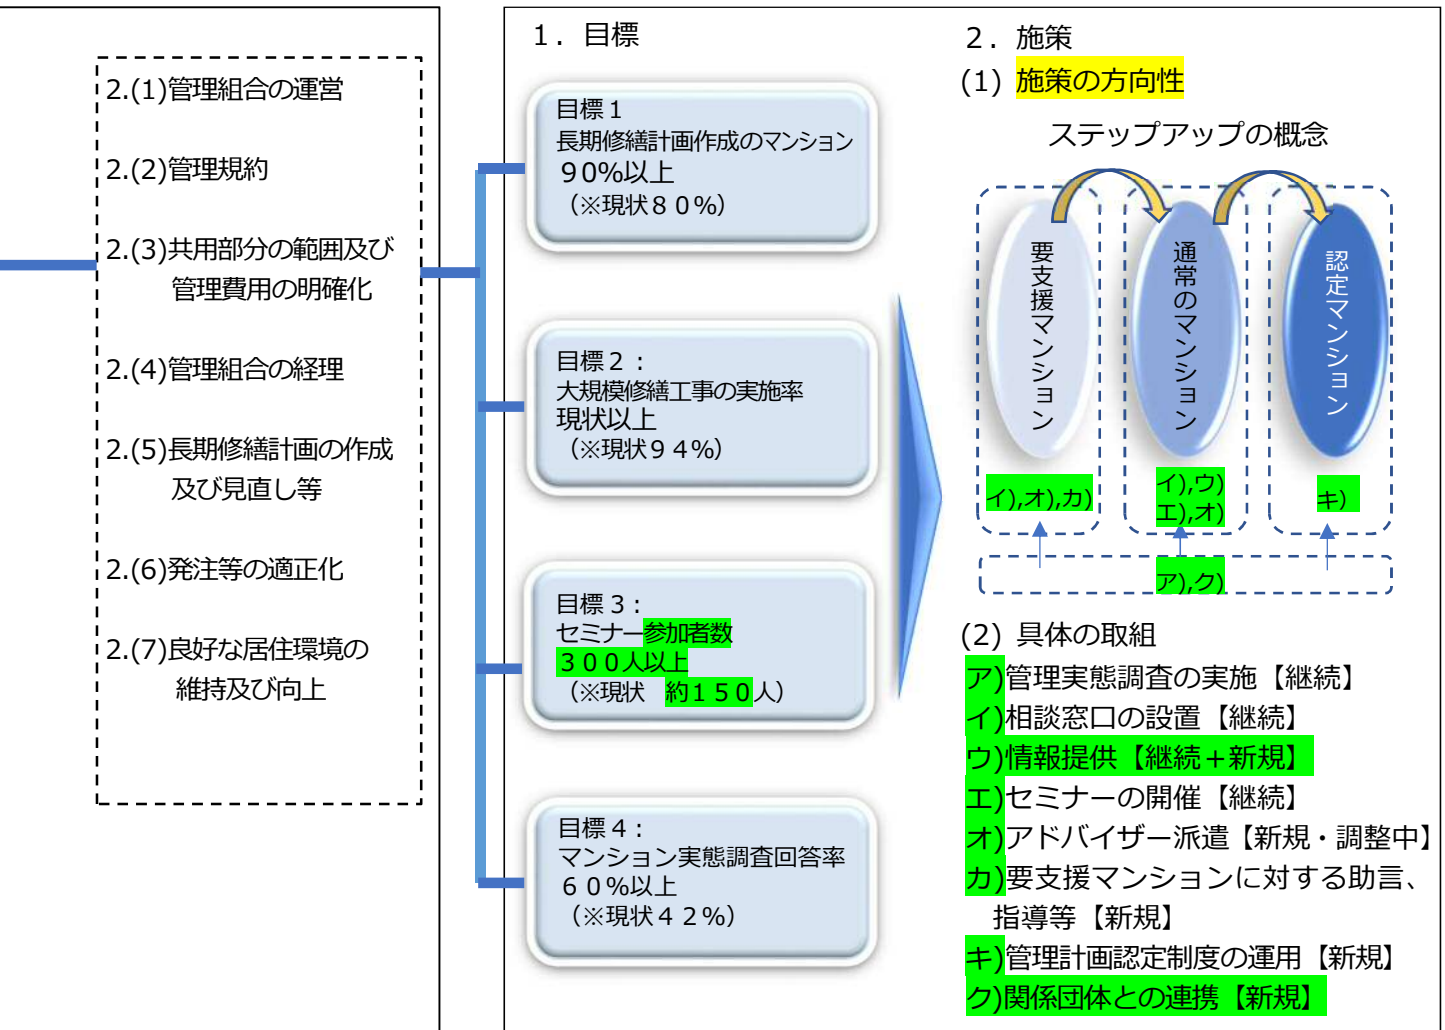 2.(1)管理組合の運営
2.(2)管理規約
2.(3)共用部分の範囲及び
管理費用の明確化
2.(4)管理組合の経理
2.(5)長期修繕計画の作成
及び見直し等
2.(6)発注等の適正化
2.(7)良好な居住環境の
維持及び向上
1．目標
目標１
長期修繕計画作成のマンション
９０%以上
（※現状８０%）
目標２：
大規模修繕工事の実施率
現状以上
（※現状９４%）
目標３：
セミナー参加者数
３００人以上
（※現状　約１５０人）
目標４：
マンション実態調査回答率
６０%以上
（※現状４２%）
2．施策
(1) 施策の方向性
ステップアップの概念
要支援マンション
通常のマンション
認定マンション
イ),オ),カ)
イ),ウ)
エ),オ)
キ)
ア),ク)
(2) 具体の取組
ア)管理実態調査の実施【継続】
イ)相談窓口の設置【継続】
ウ)情報提供【継続＋新規】
エ)セミナーの開催【継続】
オ)アドバイザー派遣【新規・調整中】
カ)要支援マンションに対する助言、
指導等【新規】
キ)管理計画認定制度の運用【新規】
ク)関係団体との連携【新規】